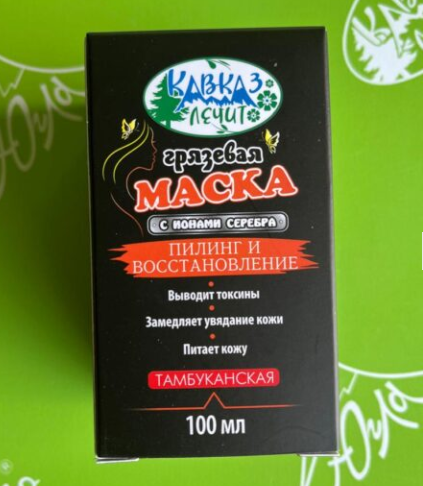 КАВКАЗ
ЛЕЧИТ
грязевая
МАСКА
С ИОНАМИ СЕРЕБРА
ПИЛИНГ И
ВОССТАНОВЛЕНИЕ
Выводит токсины
Замедляет увядание кожи
Питает кожу
ТАМБУКАНСКАЯ
100 мл